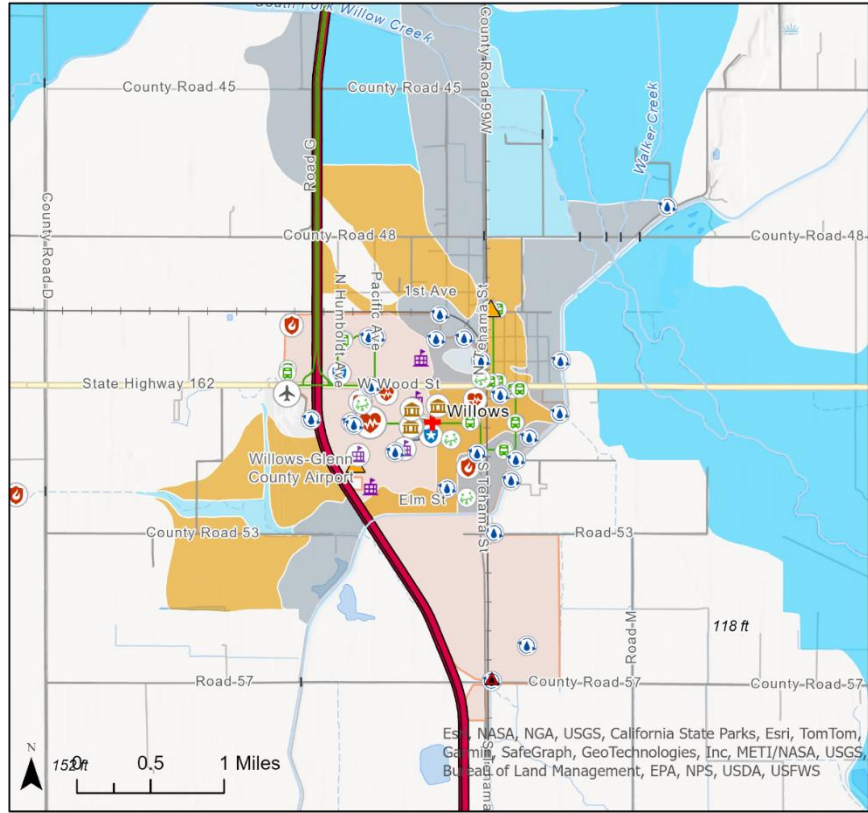 South Fork Willow Creek
County Road 45
County Road 45
County Road 99W
Walker Creek
Road G
County Road D
County Road 48
County Road 48
Pacific Ave
N Humboldt Ave
1st Ave
N Tehama St
State Highway 162
W Wood St
Willows
Willows-Glenn
County Airport
Elm St
S Tehama St
County Road 53
Road 53
Road M
118 ft
Road 57
County Road 57
County Road 57
N
152 ft
0
0.5
1 Miles
Esri, NASA, NGA, USGS, California State Parks, Esri, TomTom,
Garmin, SafeGraph, GeoTechnologies, Inc, METI/NASA, USGS,
Bureau of Land Management, EPA, NPS, USDA, USFWS